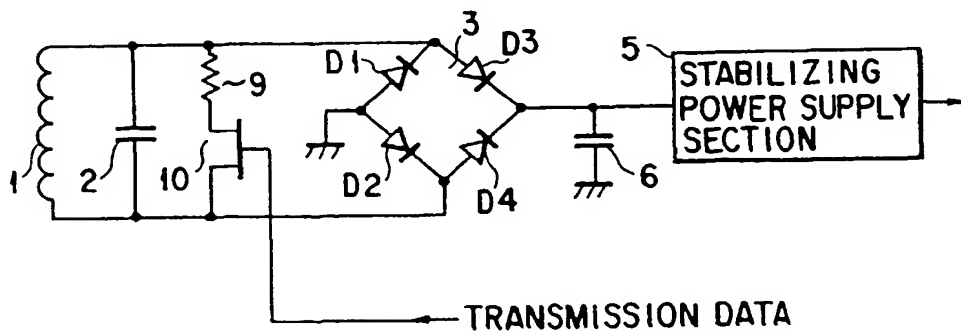 D1
3
D3
5
STABILIZING
POWER SUPPLY
SECTION
9
1
2
10
D2
D4
6
TRANSMISSION DATA